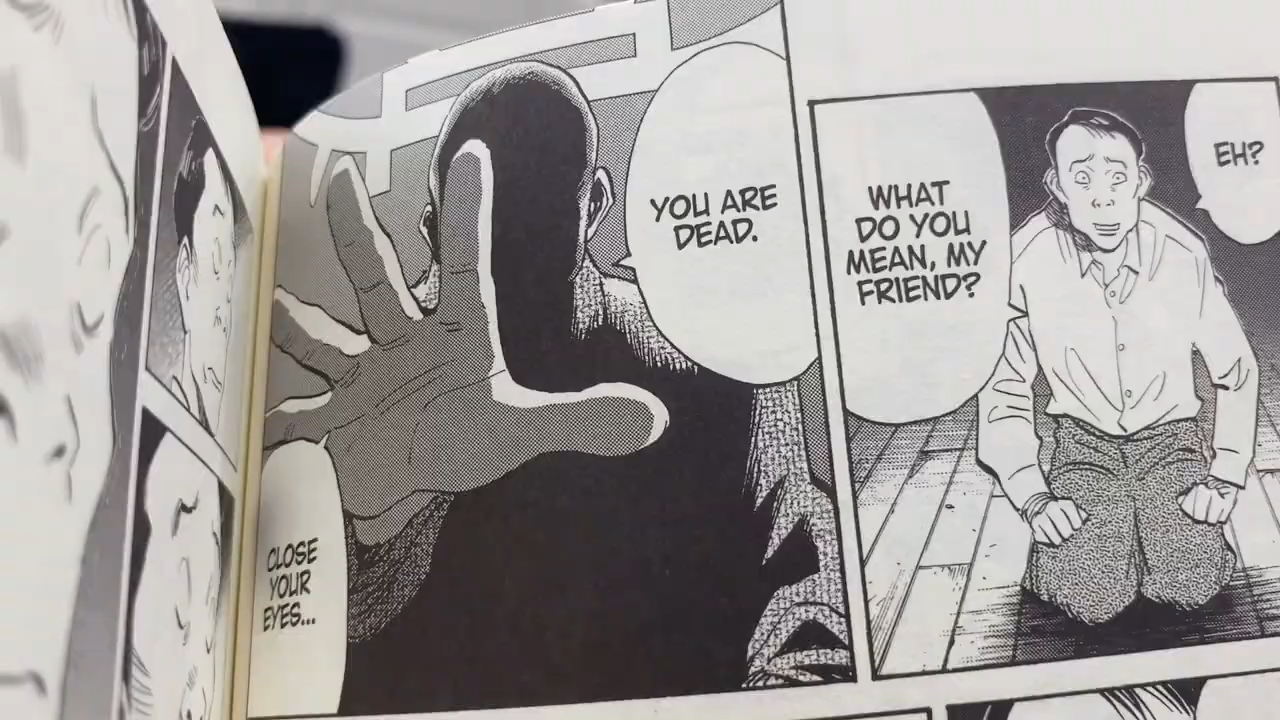 EH?
WHAT
DO YOU
MEAN, MY
FRIEND?
YOU ARE
DEAD.
CLOSE
YOUR
EYES...